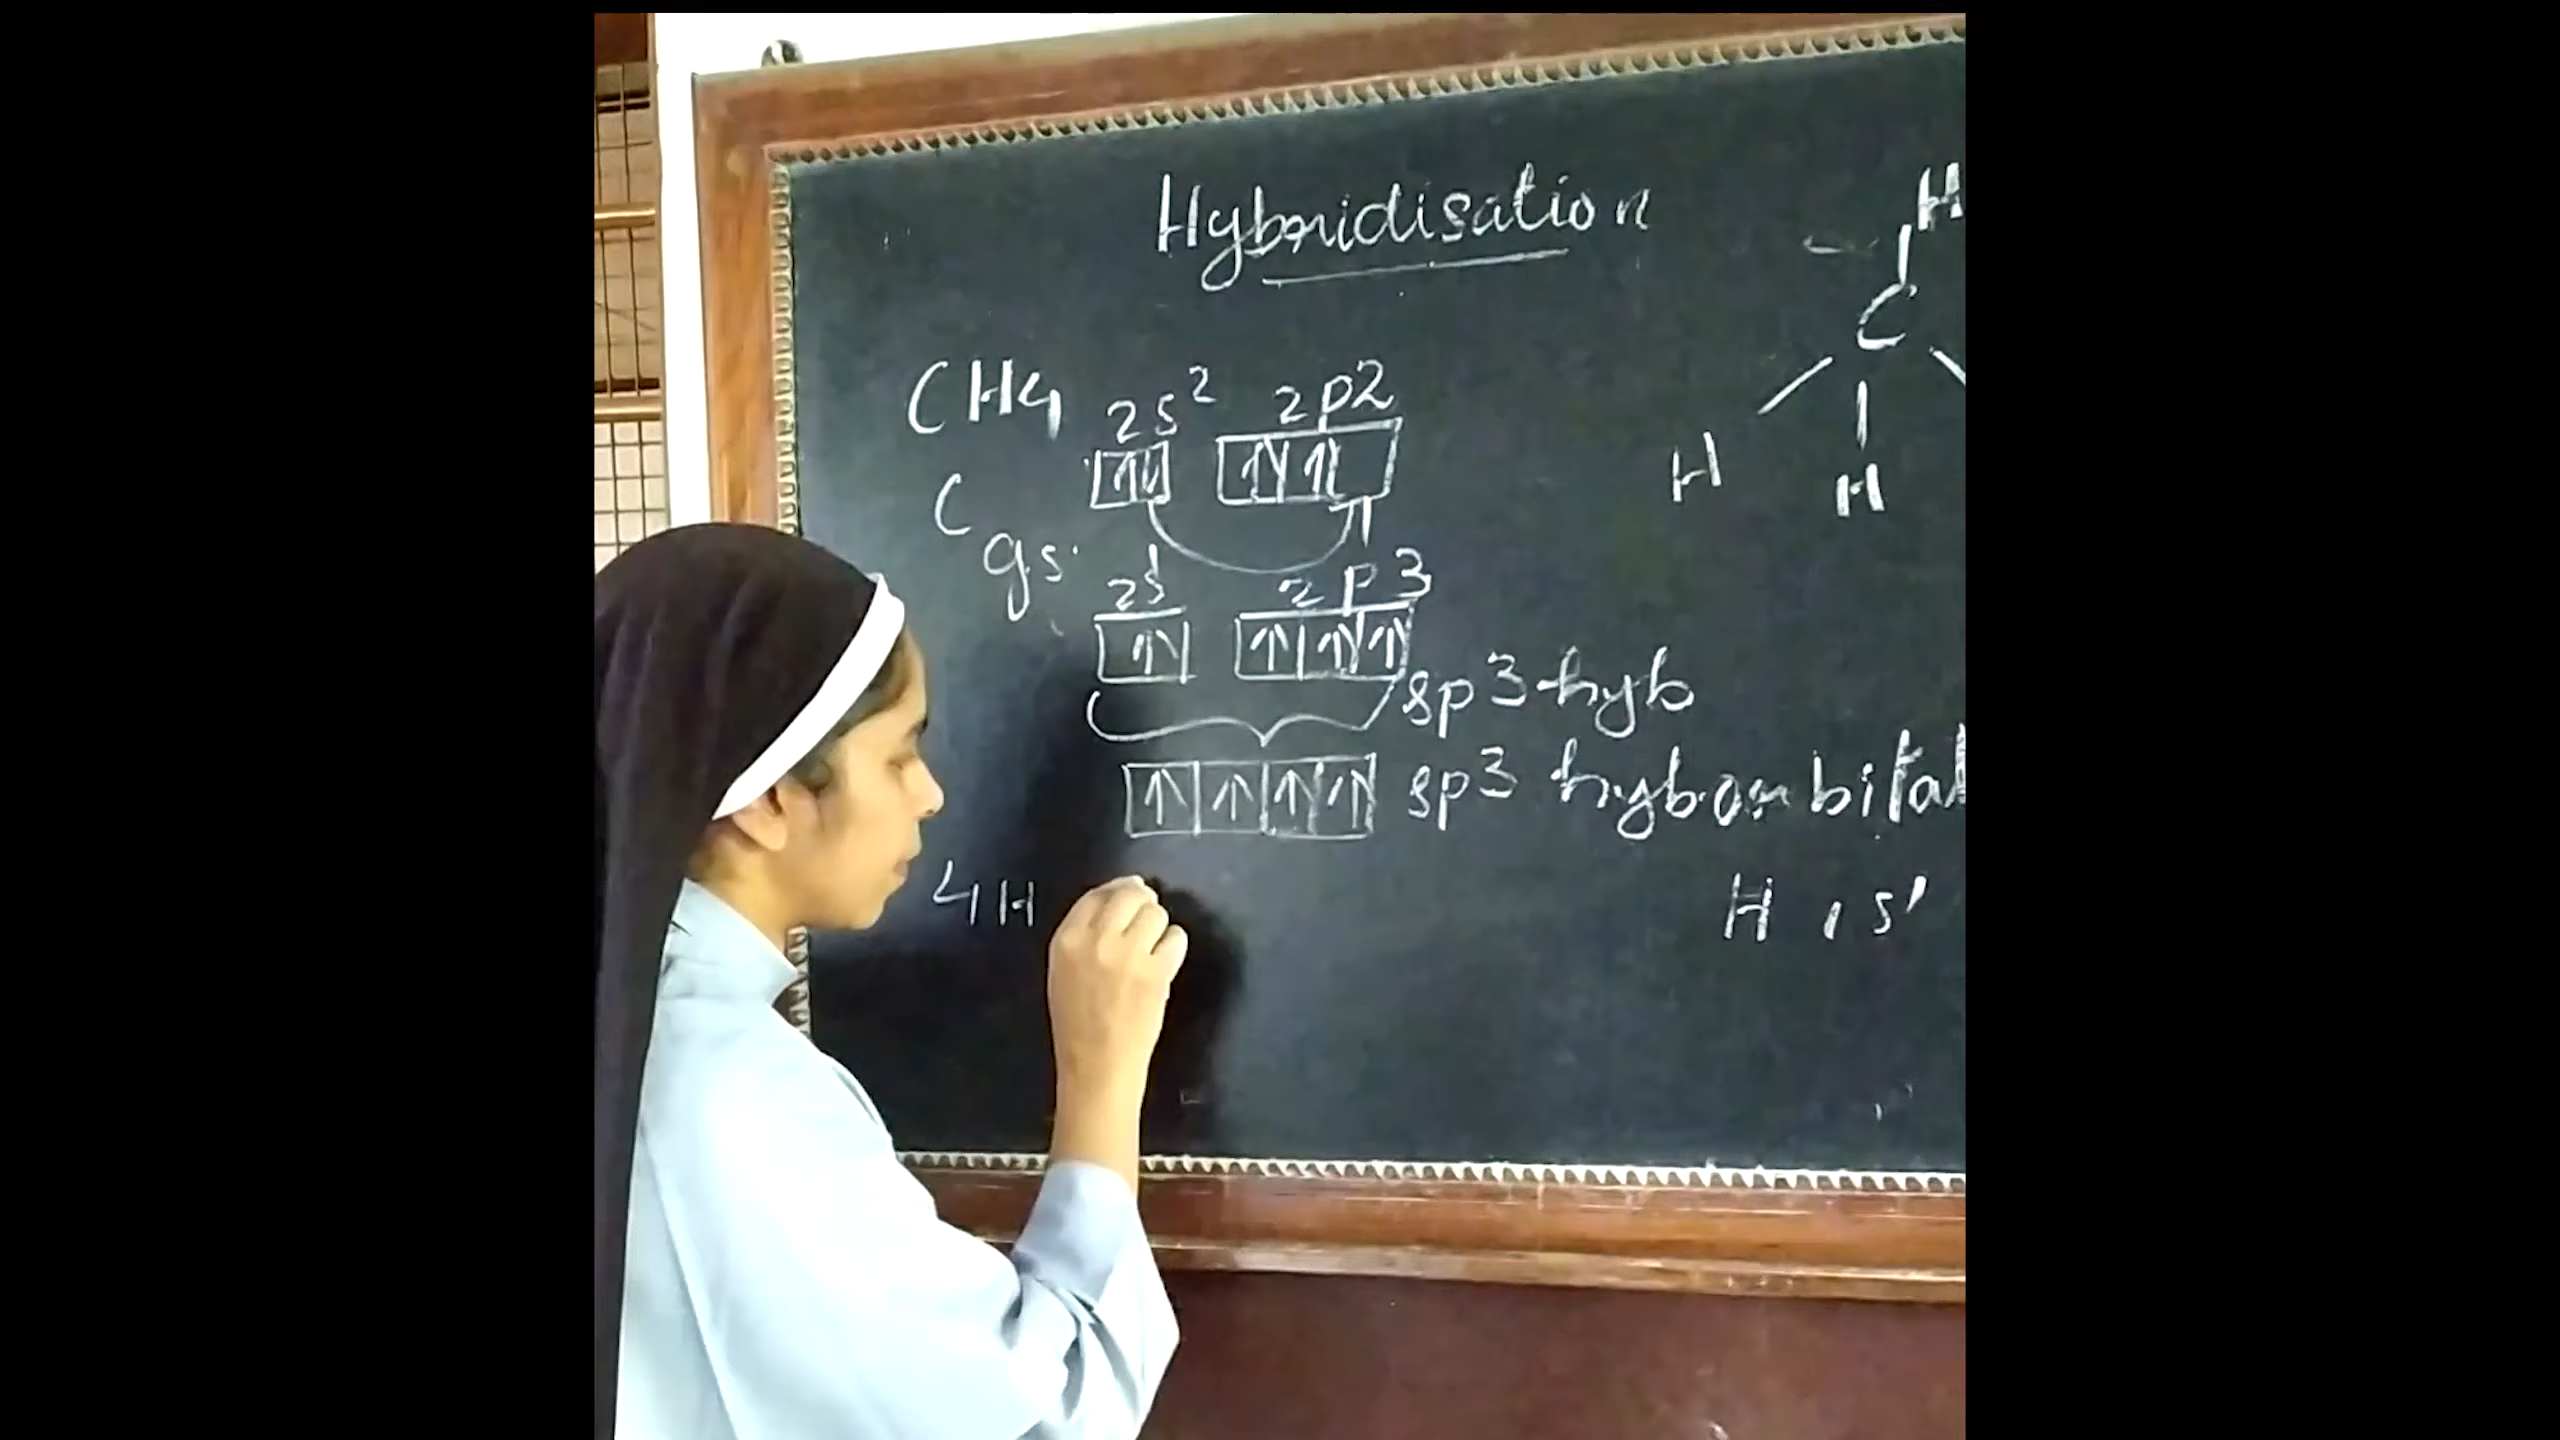 Hybridisation
CH4 2s² 2p2
C ↑↓ ↑ ↑
gs.
2s¹ 2p3
↑ ↑ ↑ ↑
sp3 hyb
↑ ↑ ↑ ↑ sp3 hyb orbital
4H
H 1s¹
H
C
H
H